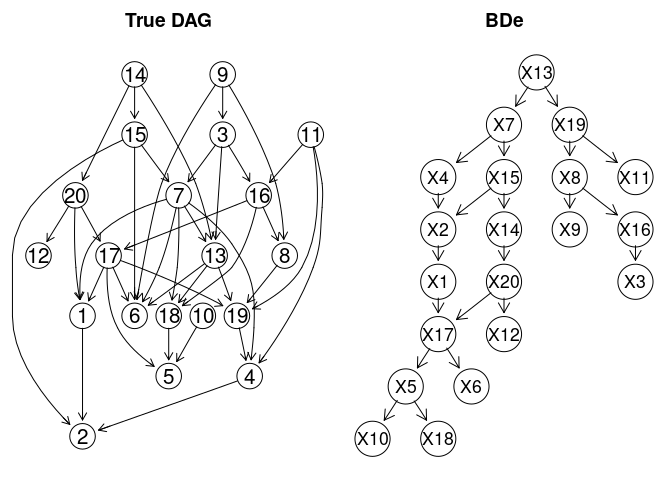 True DAG
14 9
15 3 11
20 7 16
12 17 13 8
1 6 18 10 19
5 4
2
BDe
X13
X7 X19
X4 X15 X8 X11
X2 X14 X9 X16
X1 X20 X3
X17 X12
X5 X6
X10 X18